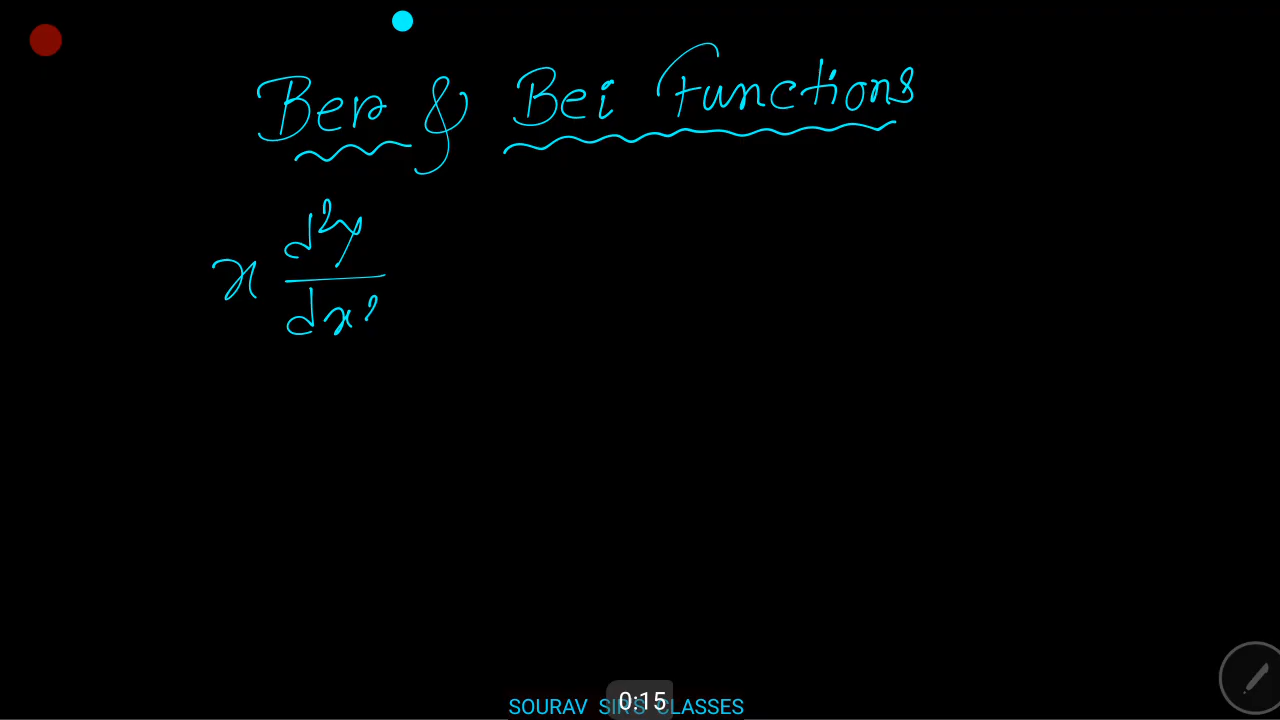 Ber & Bei Functions
x d²y/dx²
0:15
SOURAV SIR'S CLASSES